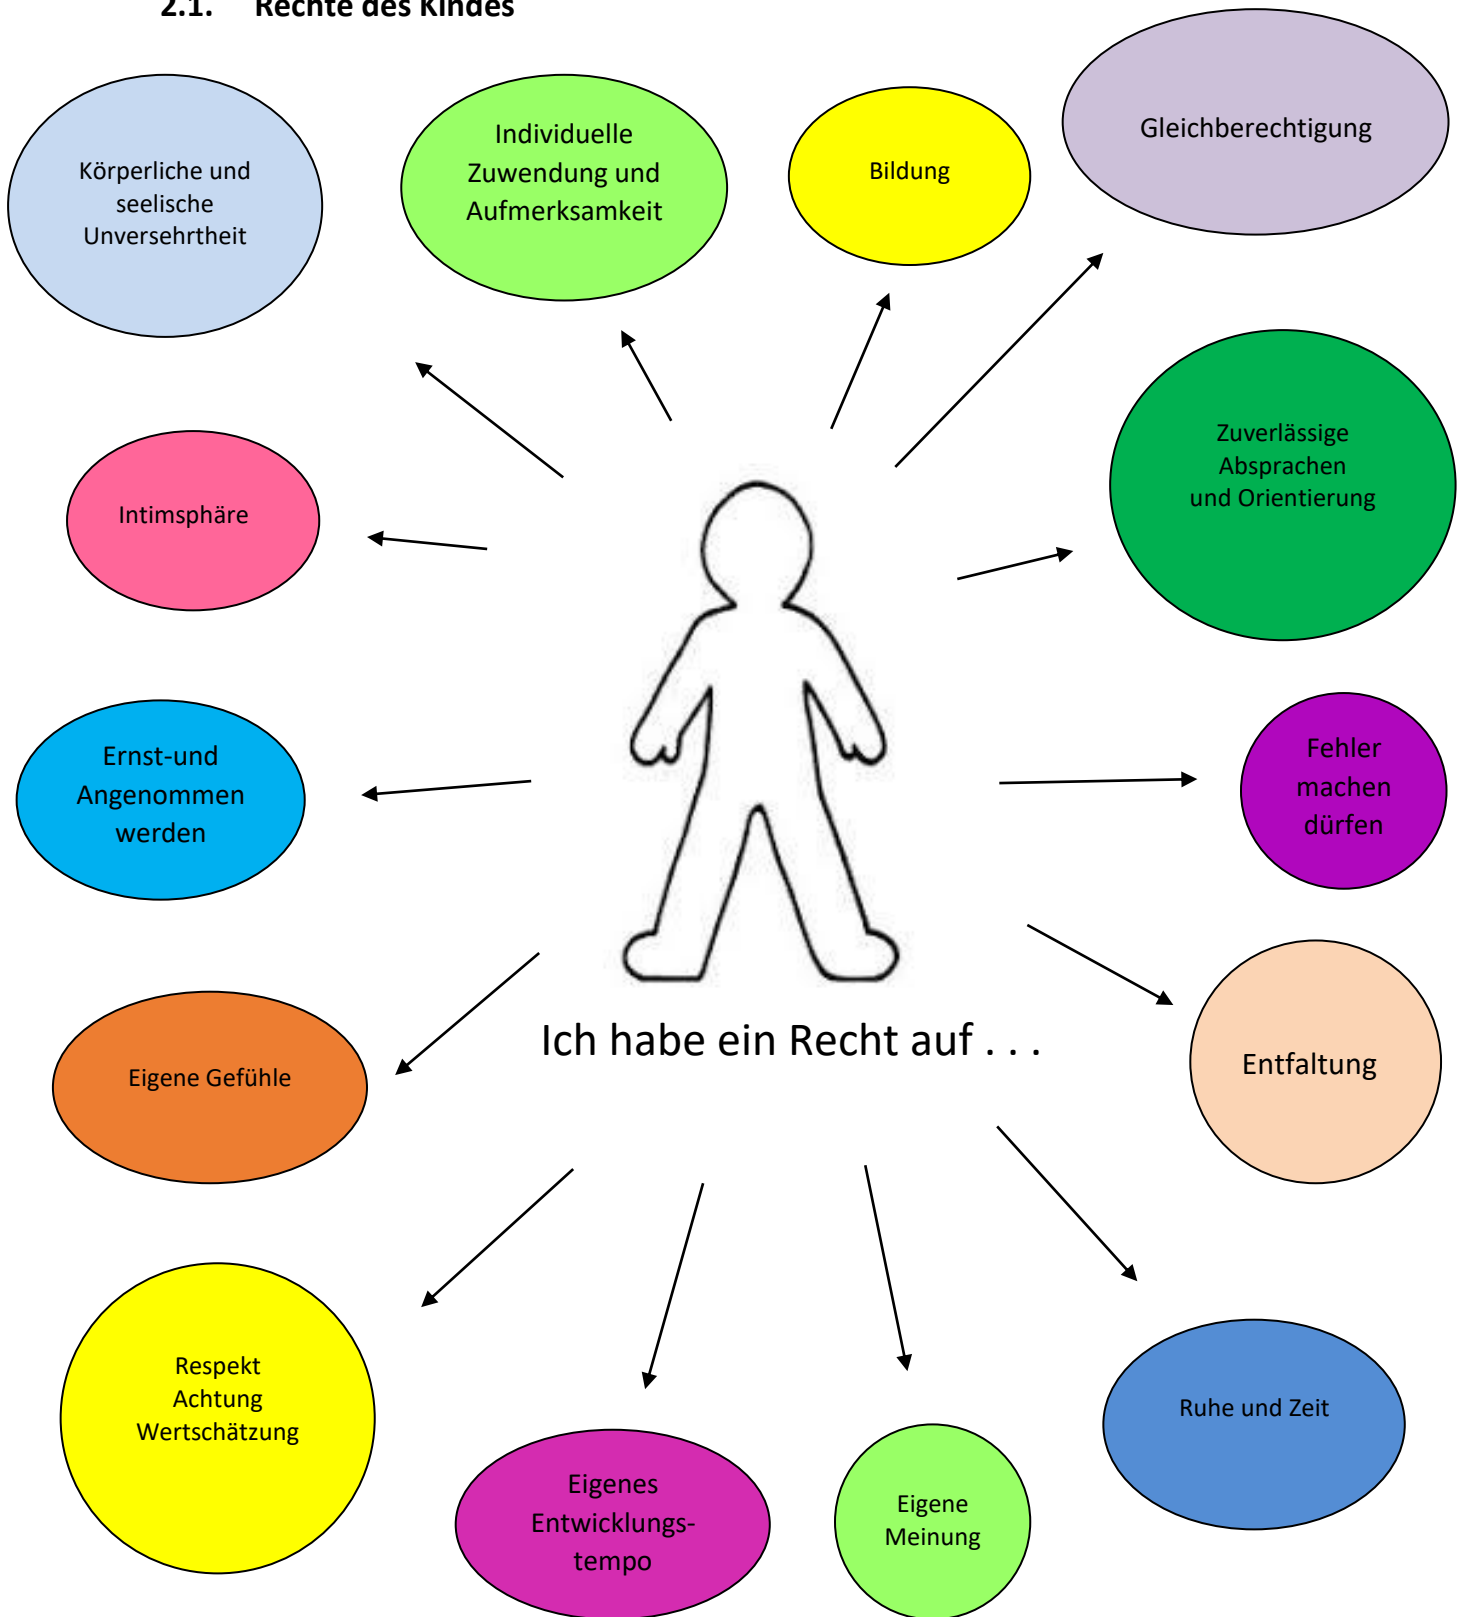 2.1. Rechte des Kindes
Körperliche und
seelische
Unversehrtheit
Individuelle
Zuwendung und
Aufmerksamkeit
Bildung
Gleichberechtigung
Zuverlässige
Absprachen
und Orientierung
Intimsphäre
Ernst-und
Angenommen
werden
Fehler
machen
dürfen
Ich habe ein Recht auf . . .
Eigene Gefühle
Entfaltung
Respekt
Achtung
Wertschätzung
Eigenes
Entwicklungs-
tempo
Eigene
Meinung
Ruhe und Zeit